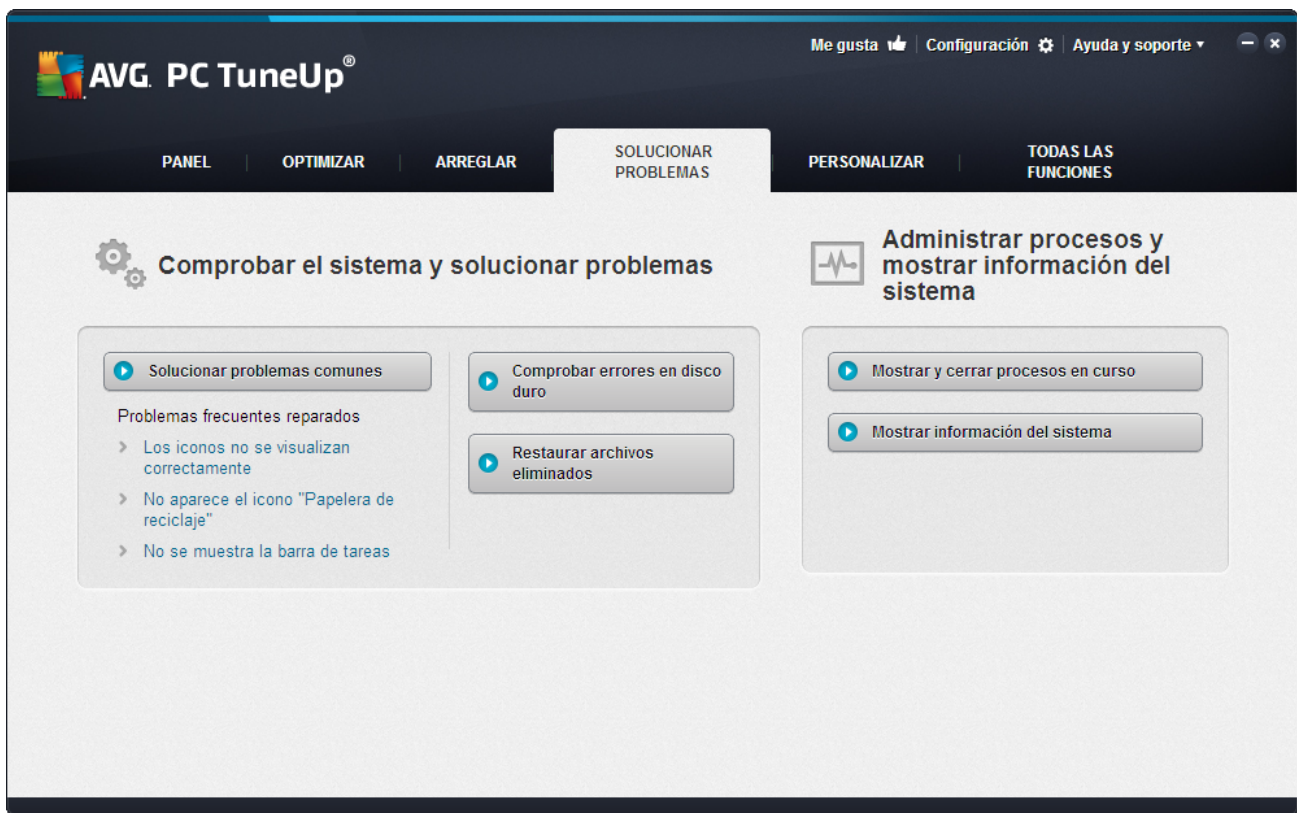 Me gusta
Configuración
Ayuda y soporte
AVG. PC TuneUp®
PANEL
OPTIMIZAR
ARREGLAR
SOLUCIONAR
PROBLEMAS
PERSONALIZAR
TODAS LAS
FUNCIONES
Comprobar el sistema y solucionar problemas
Solucionar problemas comunes
Problemas frecuentes reparados
Los iconos no se visualizan
correctamente
No aparece el icono "Papelera de
reciclaje"
No se muestra la barra de tareas
Comprobar errores en disco
duro
Restaurar archivos
eliminados
Administrar procesos y
mostrar información del
sistema
Mostrar y cerrar procesos en curso
Mostrar información del sistema